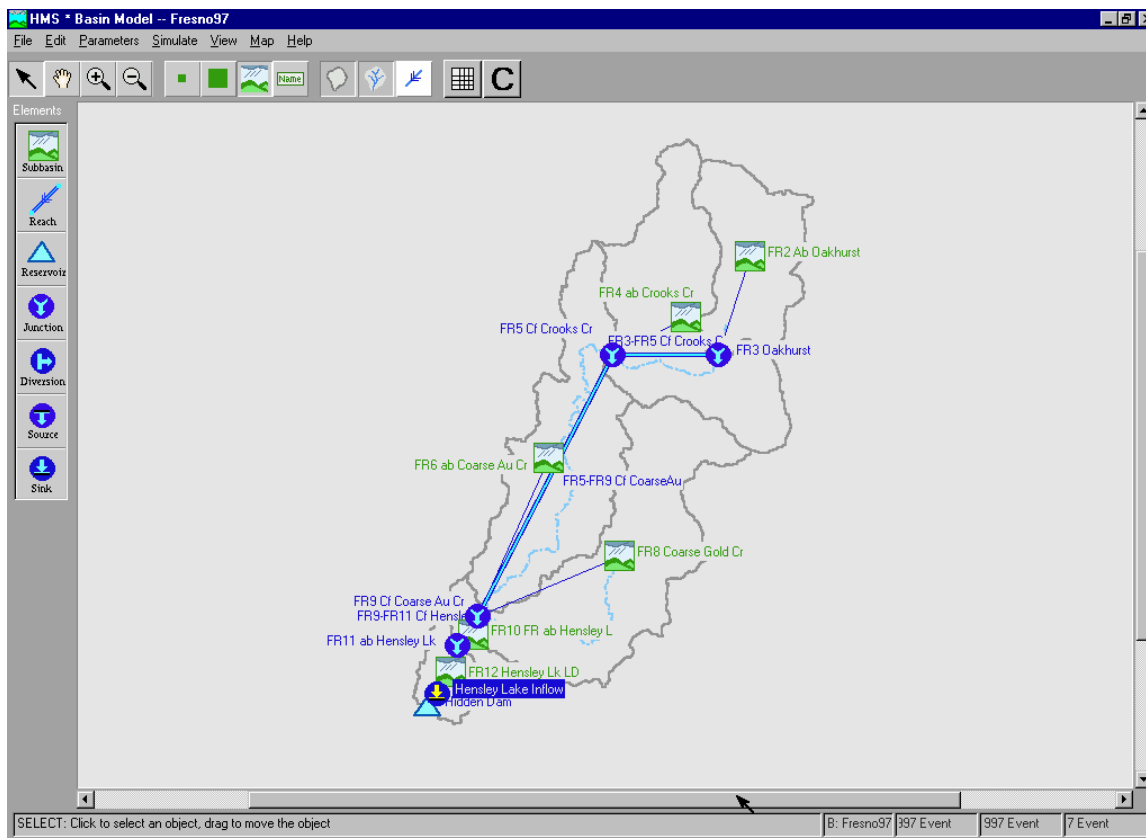 HMS * Basin Model -- Fresno97
File Edit Parameters Simulate View Map Help
Name
C
Elements
Subbasin
Reach
Reservoir
Junction
Diversion
Source
Sink
FR2 Ab Oakhurst
FR4 ab Crooks Cr
FR5 Cf Crooks Cr
FR3-FR5 Cf Crooks C
FR3 Oakhurst
FR6 ab Coarse Au Cr
FR5-FR9 Cf CoarseAu
FR8 Coarse Gold Cr
FR9 Cf Coarse Au Cr
FR9-FR11 Cf Hensle
FR10 FR ab Hensley L
FR11 ab Hensley Lk
FR12 Hensley Lk LD
Hensley Lake Inflow
Hidden Dam
SELECT: Click to select an object, drag to move the object
B: Fresno97
997 Event
997 Event
7 Event